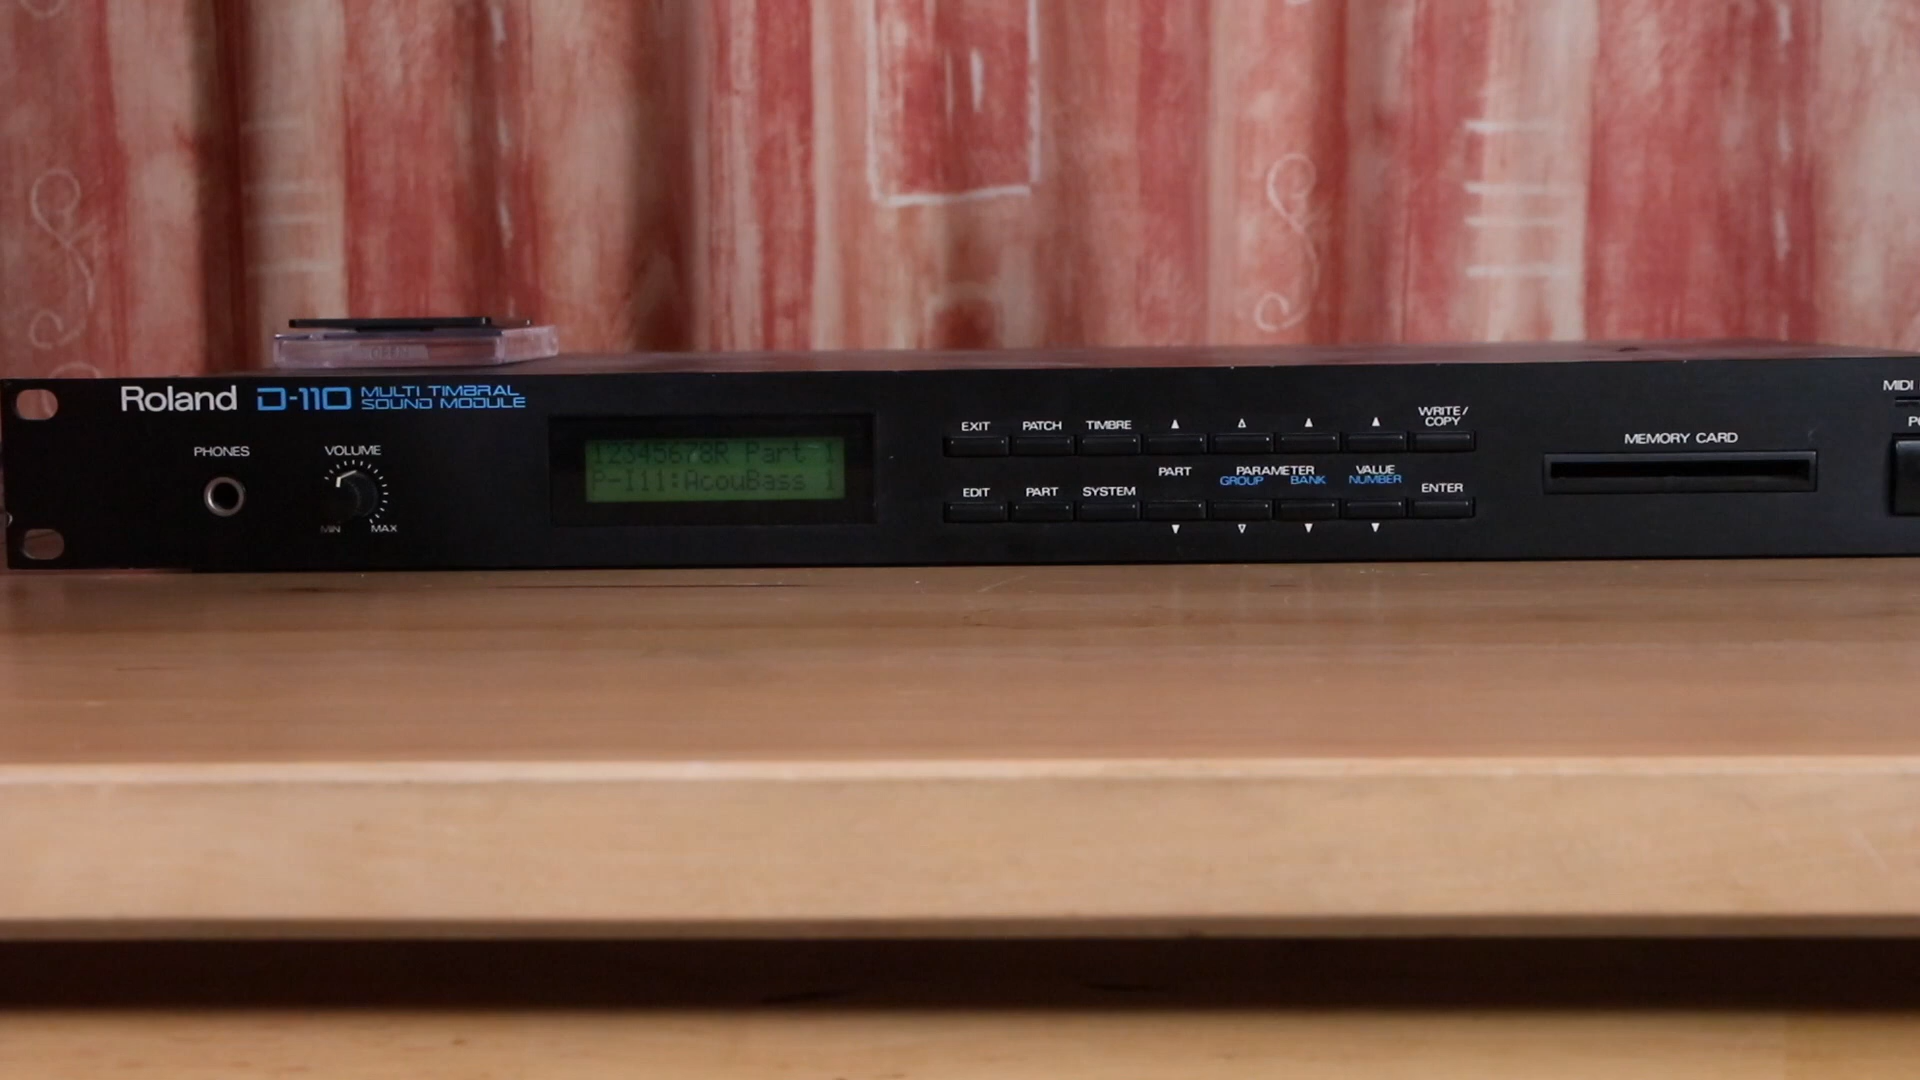 OPEN
Roland D-110 MULTI TIMBRAL
SOUND MODULE
PHONES
VOLUME
MIN
MAX
12345678R Part 1
P-I11:AcouBass 1
EXIT
PATCH
TIMBRE
WRITE/
COPY
PART
PARAMETER
VALUE
GROUP
BANK
NUMBER
EDIT
PART
SYSTEM
ENTER
MEMORY CARD
MIDI